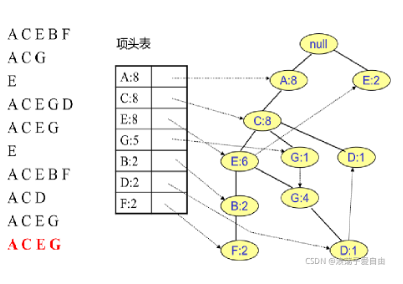 A C E B F
A C G
E
A C E G D
A C E G
E
A C E B F
A C D
A C E G
A C E G
项头表
A:8
C:8
E:8
G:5
B:2
D:2
F:2
null
A:8
E:2
C:8
E:6
G:1
D:1
B:2
G:4
F:2
D:1